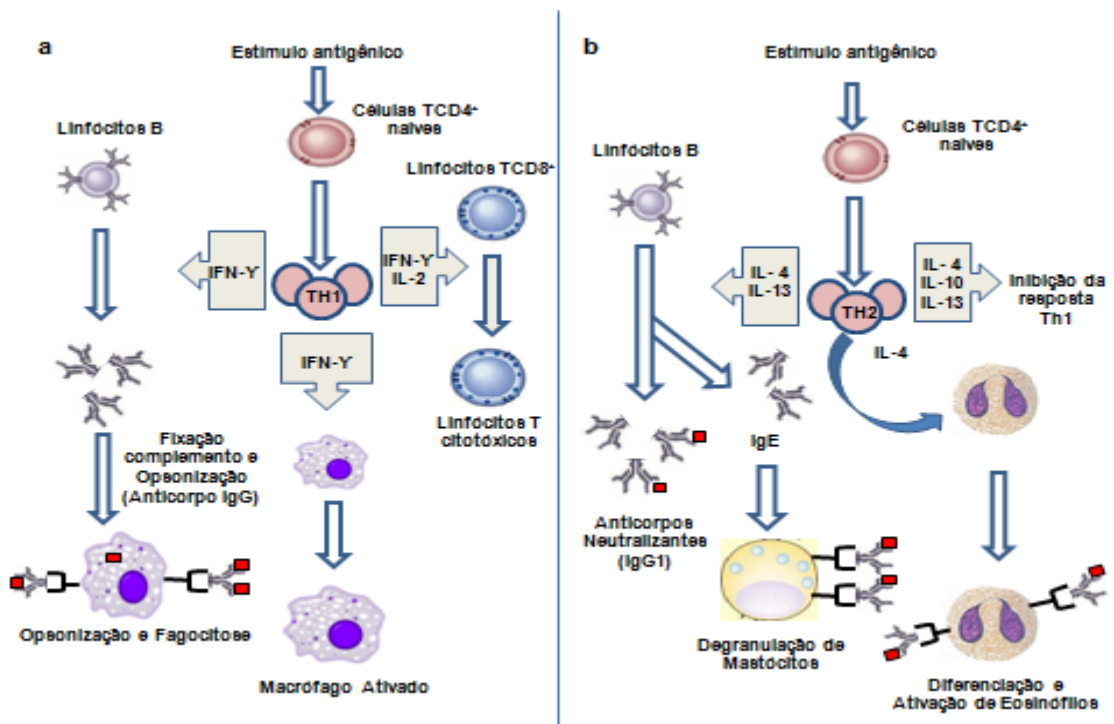 a
Estímulo antigênico
Células TCD4+
naives
Linfócitos B
Linfócitos TCD8+
IFN-ϒ
IFN-ϒ
IL-2
TH1
IFN-ϒ
Linfócitos T
citotóxicos
Fixação
complemento e
Opsonização
(Anticorpo IgG)
Opsonização e Fagocitose
Macrófago Ativado
b
Estímulo antigênico
Células TCD4+
naives
Linfócitos B
IL- 4
IL-13
TH2
IL- 4
IL-10
IL-13
Inibição da
resposta
Th1
IL-4
IgE
Anticorpos
Neutralizantes
(IgG1)
Degranulação de
Mastócitos
Diferenciação e
Ativação de Eosinófilos